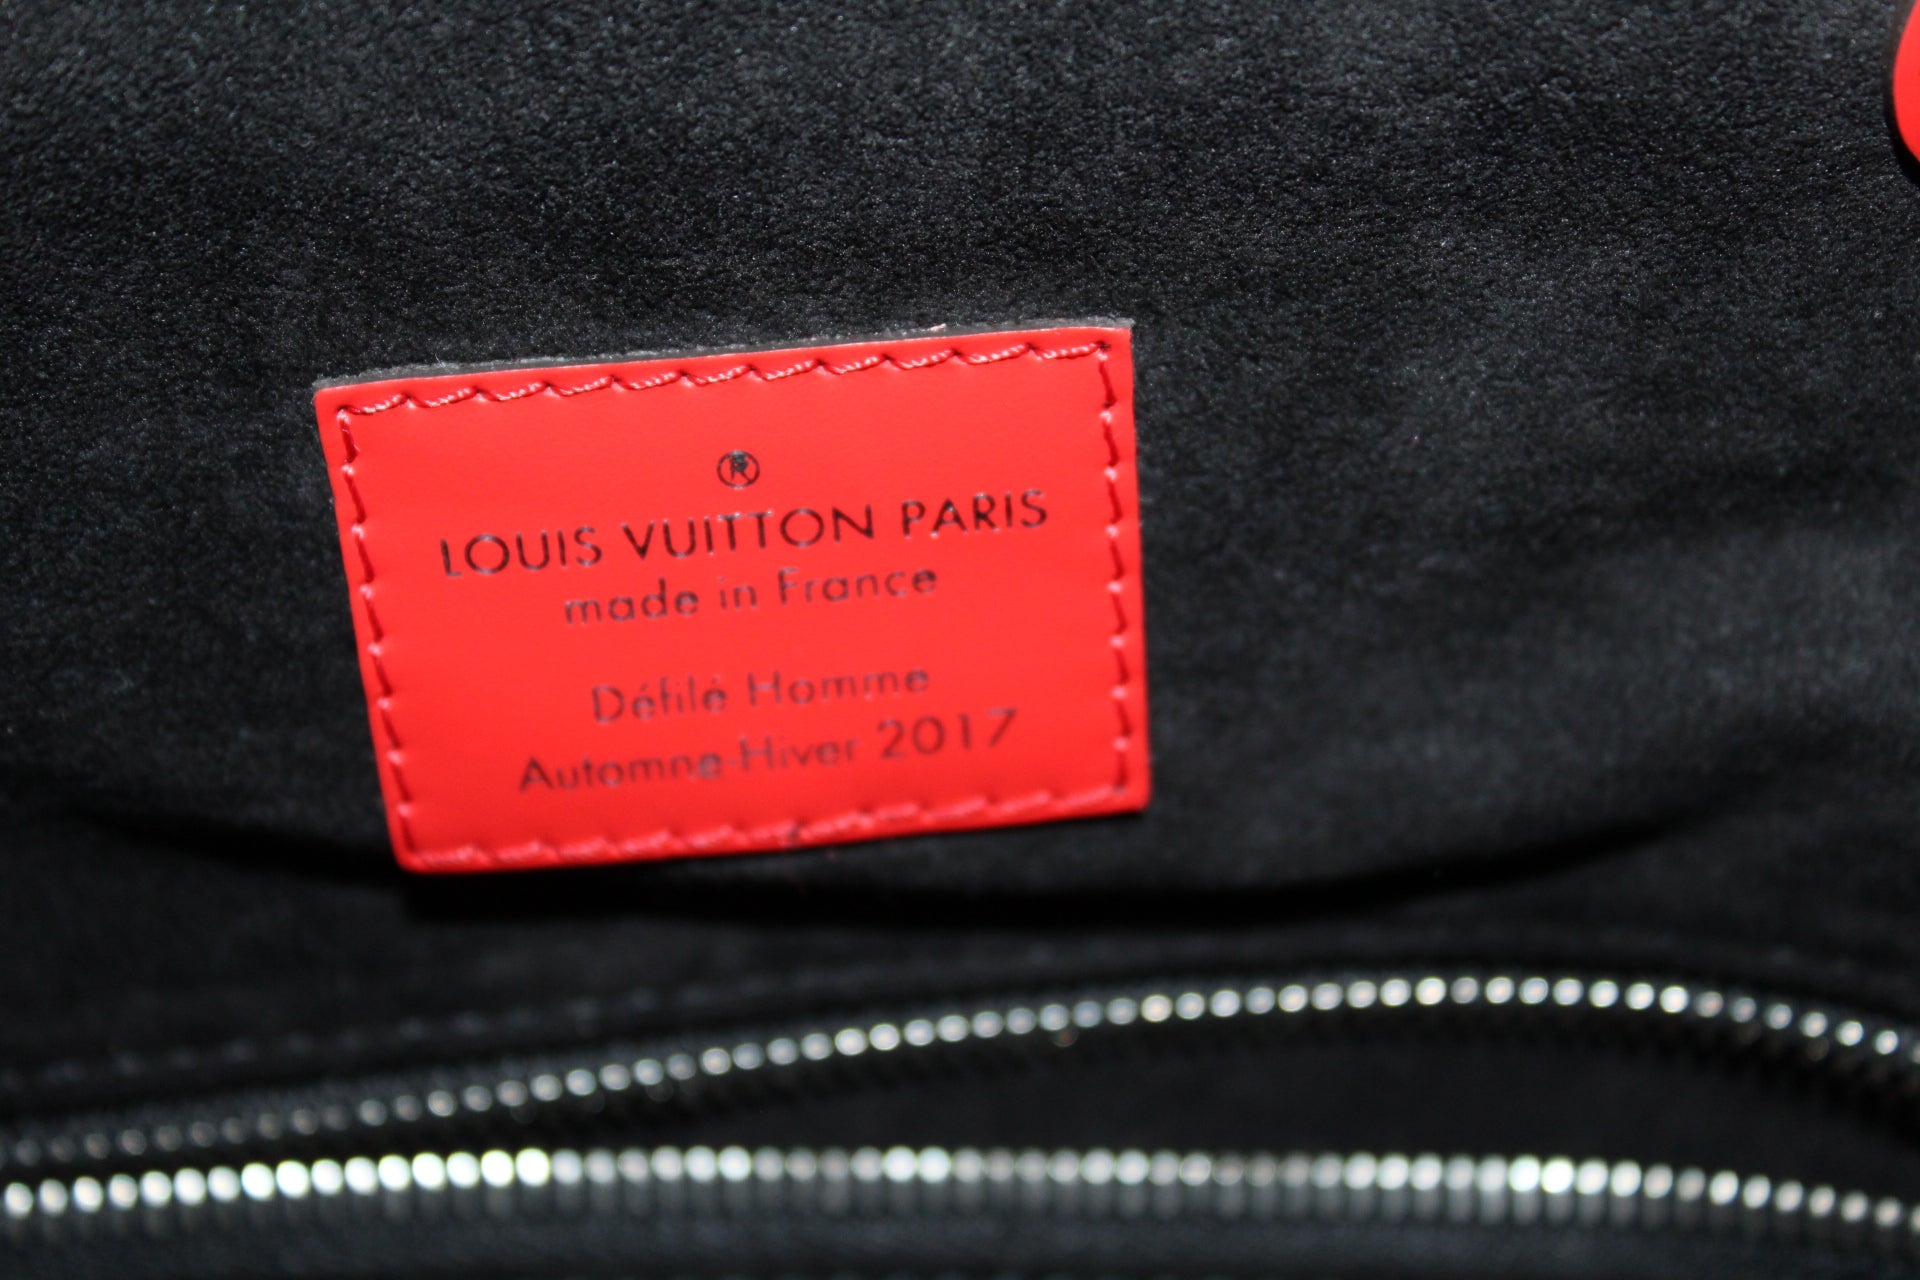 ®
LOUIS VUITTON PARIS
made in France
Défilé Homme
Automne-Hiver 2017